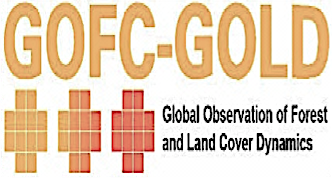 GOFC-GOLD
Global Observation of Forest
and Land Cover Dynamics